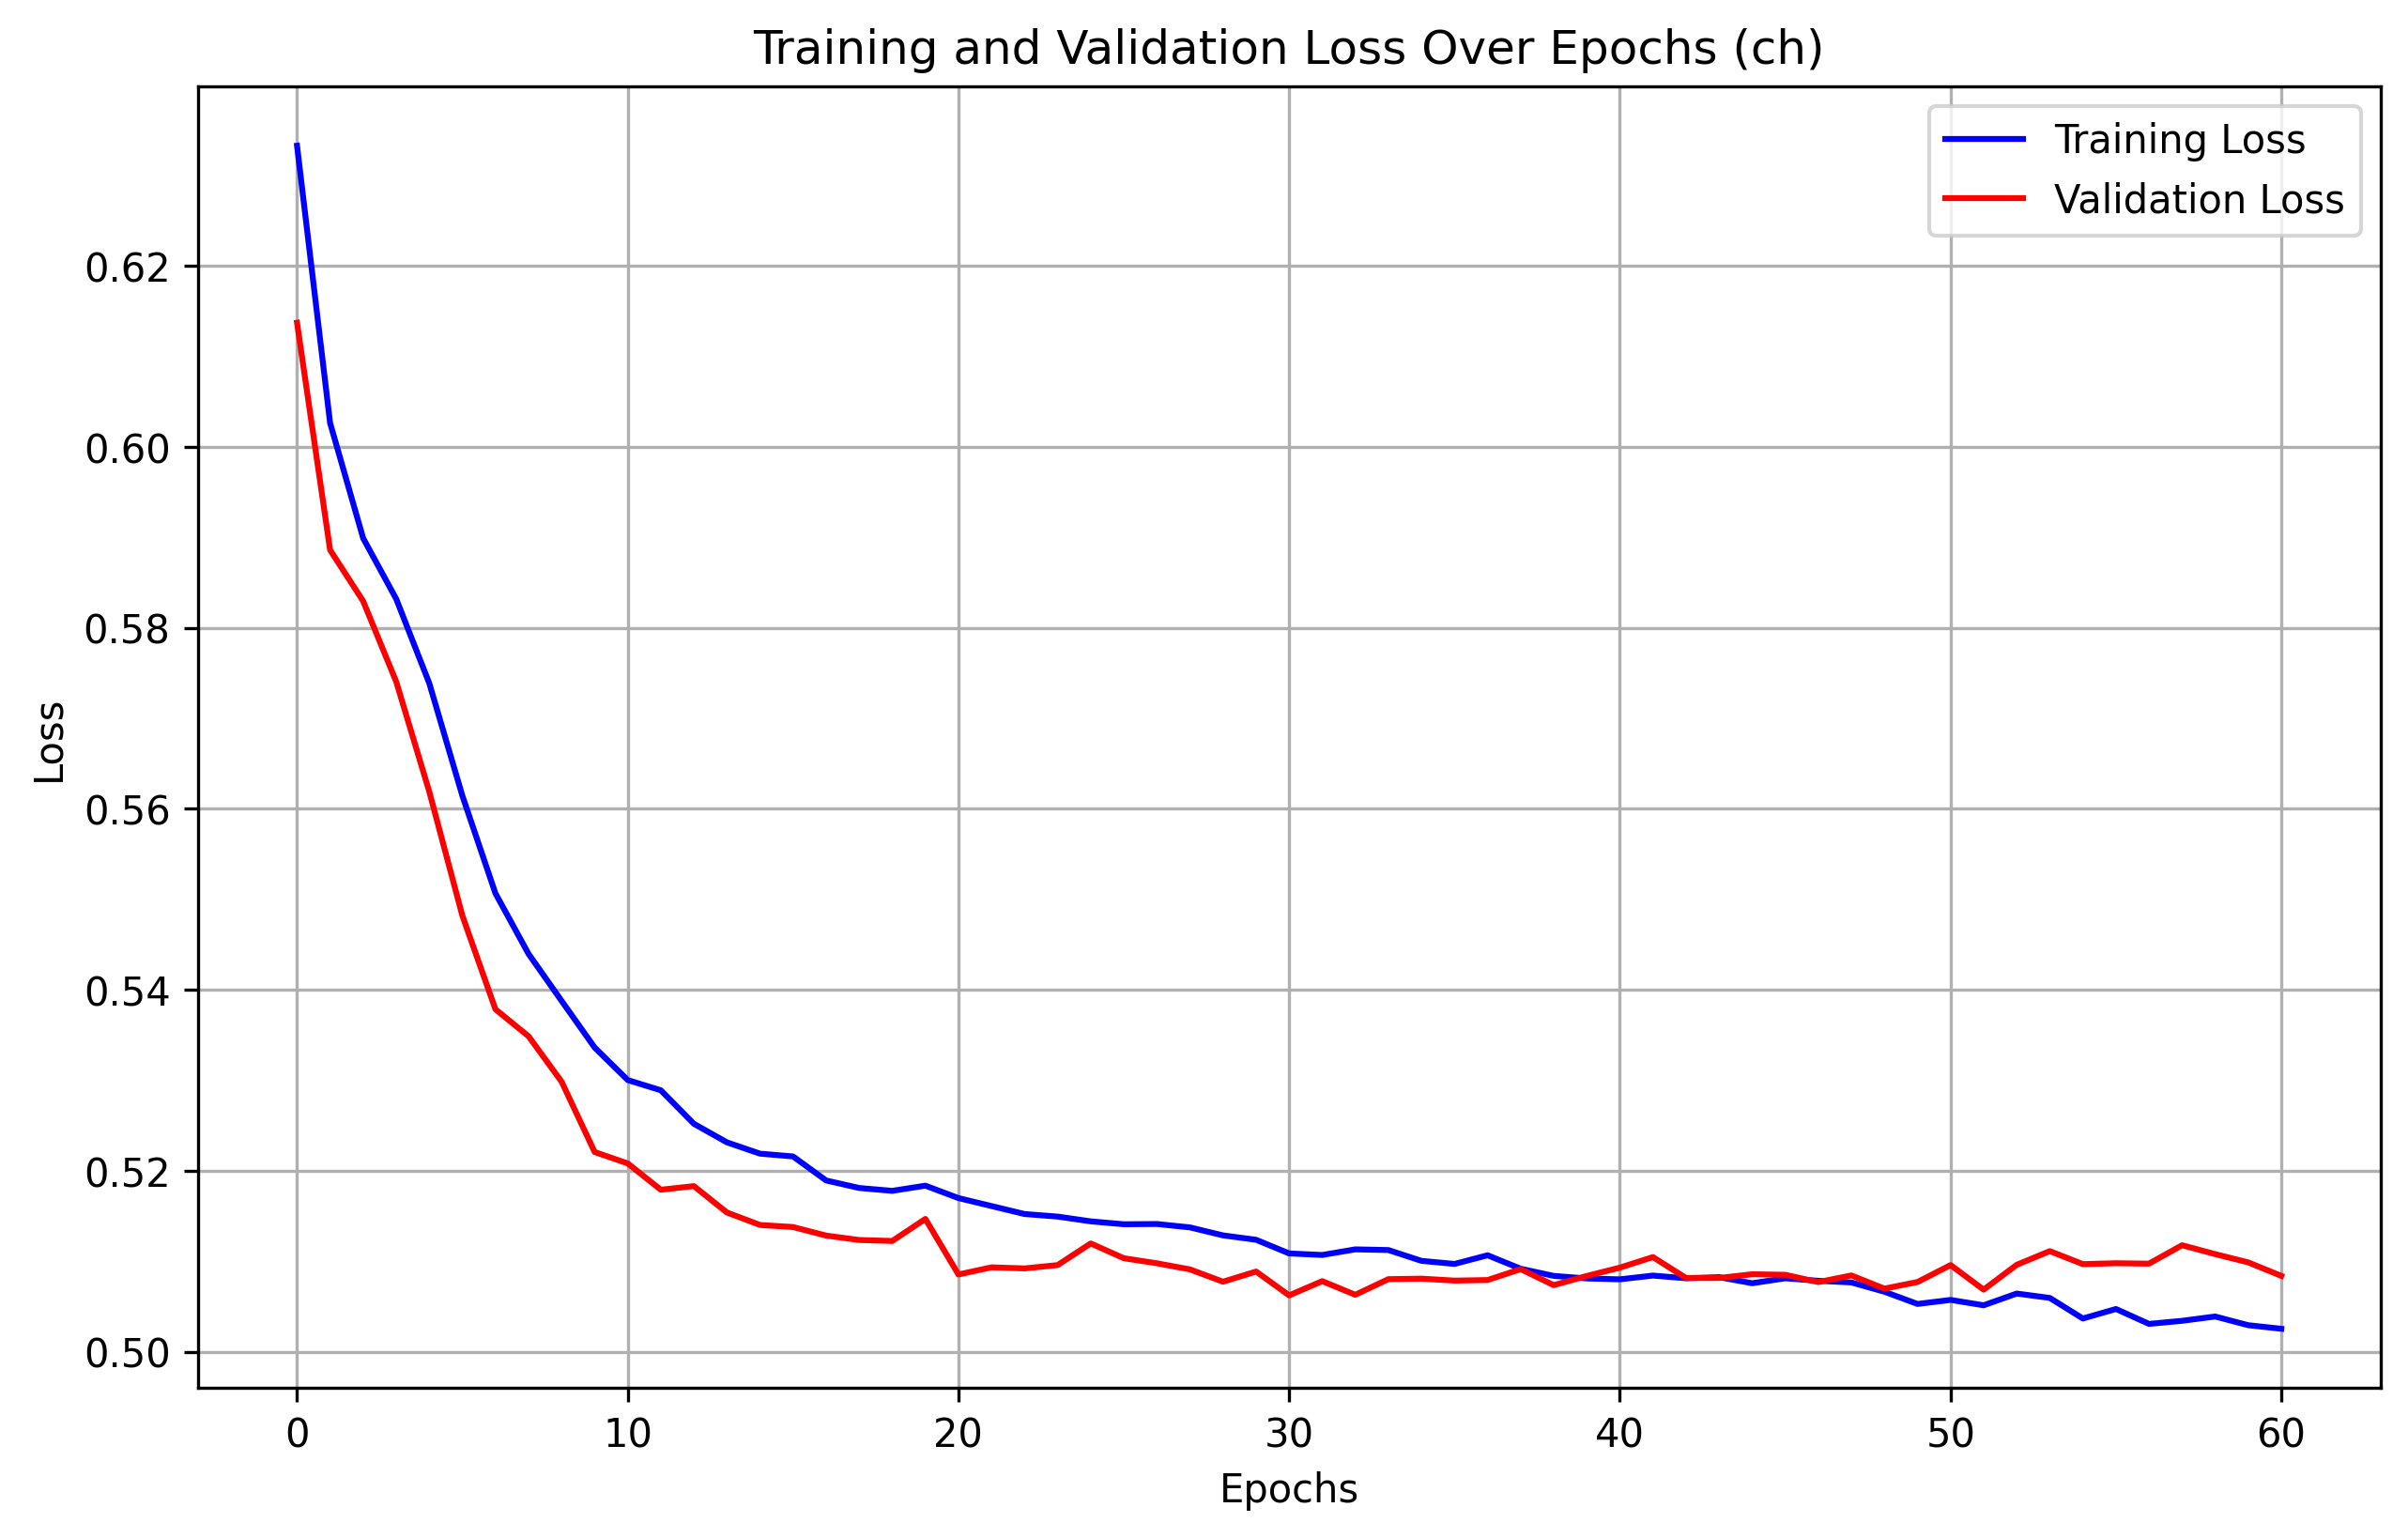 Training and Validation Loss Over Epochs (ch)
Training Loss
Validation Loss
0.62
0.60
0.58
0.56
0.54
0.52
0.50
Loss
0 10 20 30 40 50 60
Epochs